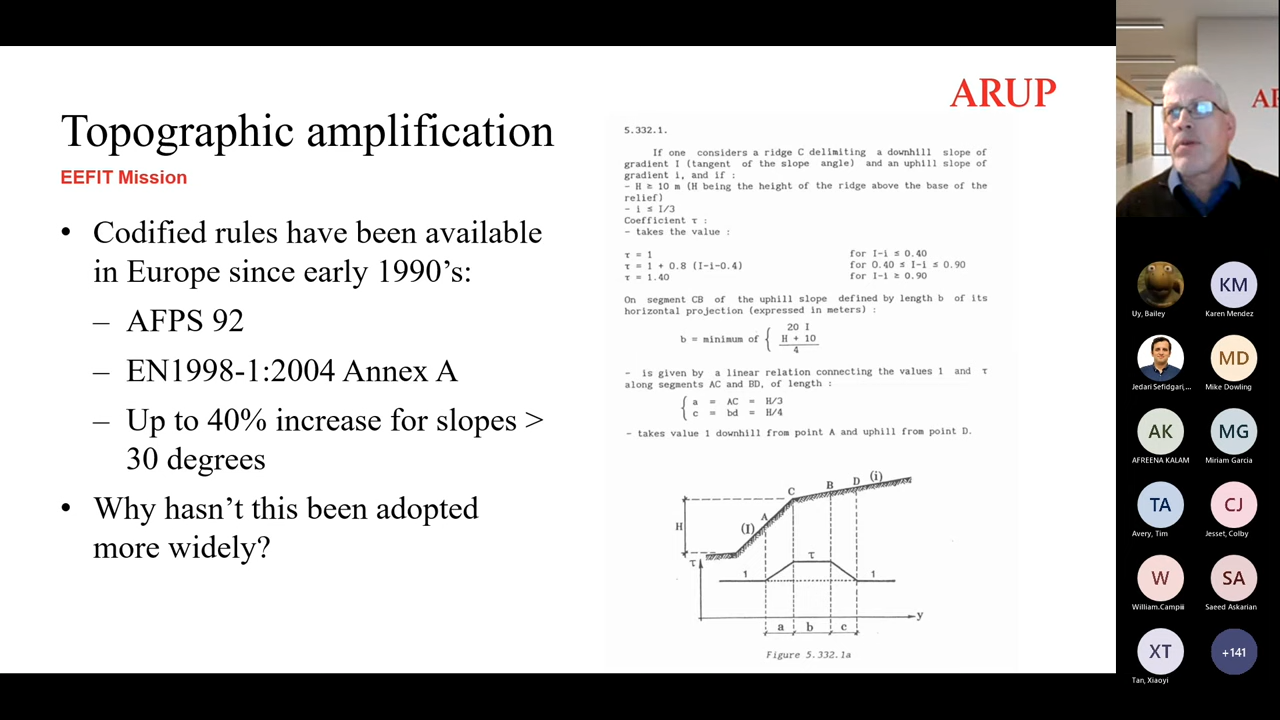 ARUP
Topographic amplification
EEFIT Mission
• Codified rules have been available
in Europe since early 1990’s:
– AFPS 92
– EN1998-1:2004 Annex A
– Up to 40% increase for slopes >
30 degrees
• Why hasn’t this been adopted
more widely?
5.332.1.
If one considers a ridge C delimiting a downhill slope of
gradient I (tangent of the slope angle) and an uphill slope of
gradient i, and if :
- H ≥ 10 m (H being the height of the ridge above the base of the
relief)
- i ≤ I/3
Coefficient τ :
- takes the value :
τ = 1 for I-i ≤ 0.40
τ = 1 + 0.8 (I-i-0.4) for 0.40 ≤ I-i ≤ 0.90
τ = 1.40 for I-i ≥ 0.90
On segment CB of the uphill slope defined by length b of its
horizontal projection (expressed in meters) :
20 I
b = minimum of { H + 10
4
- is given by a linear relation connecting the values 1 and τ
along segments AC and BD, of length :
{ a = AC = H/3
c = bd = H/4
- takes value 1 downhill from point A and uphill from point D.
C B D (i)
H (I) A
τ 1 τ 1
y
a b c
Figure 5.332.1a
AR
Uy, Bailey
KM
Karen Mendez
Jedari Sefidgari,...
MD
Mike Dowling
AK
AFREENA KALAM
MG
Miriam Garcia
TA
Avery, Tim
CJ
Jesset, Colby
W
William.Campii
SA
Saeed Askarian
XT
Tan, Xiaoyi
+141